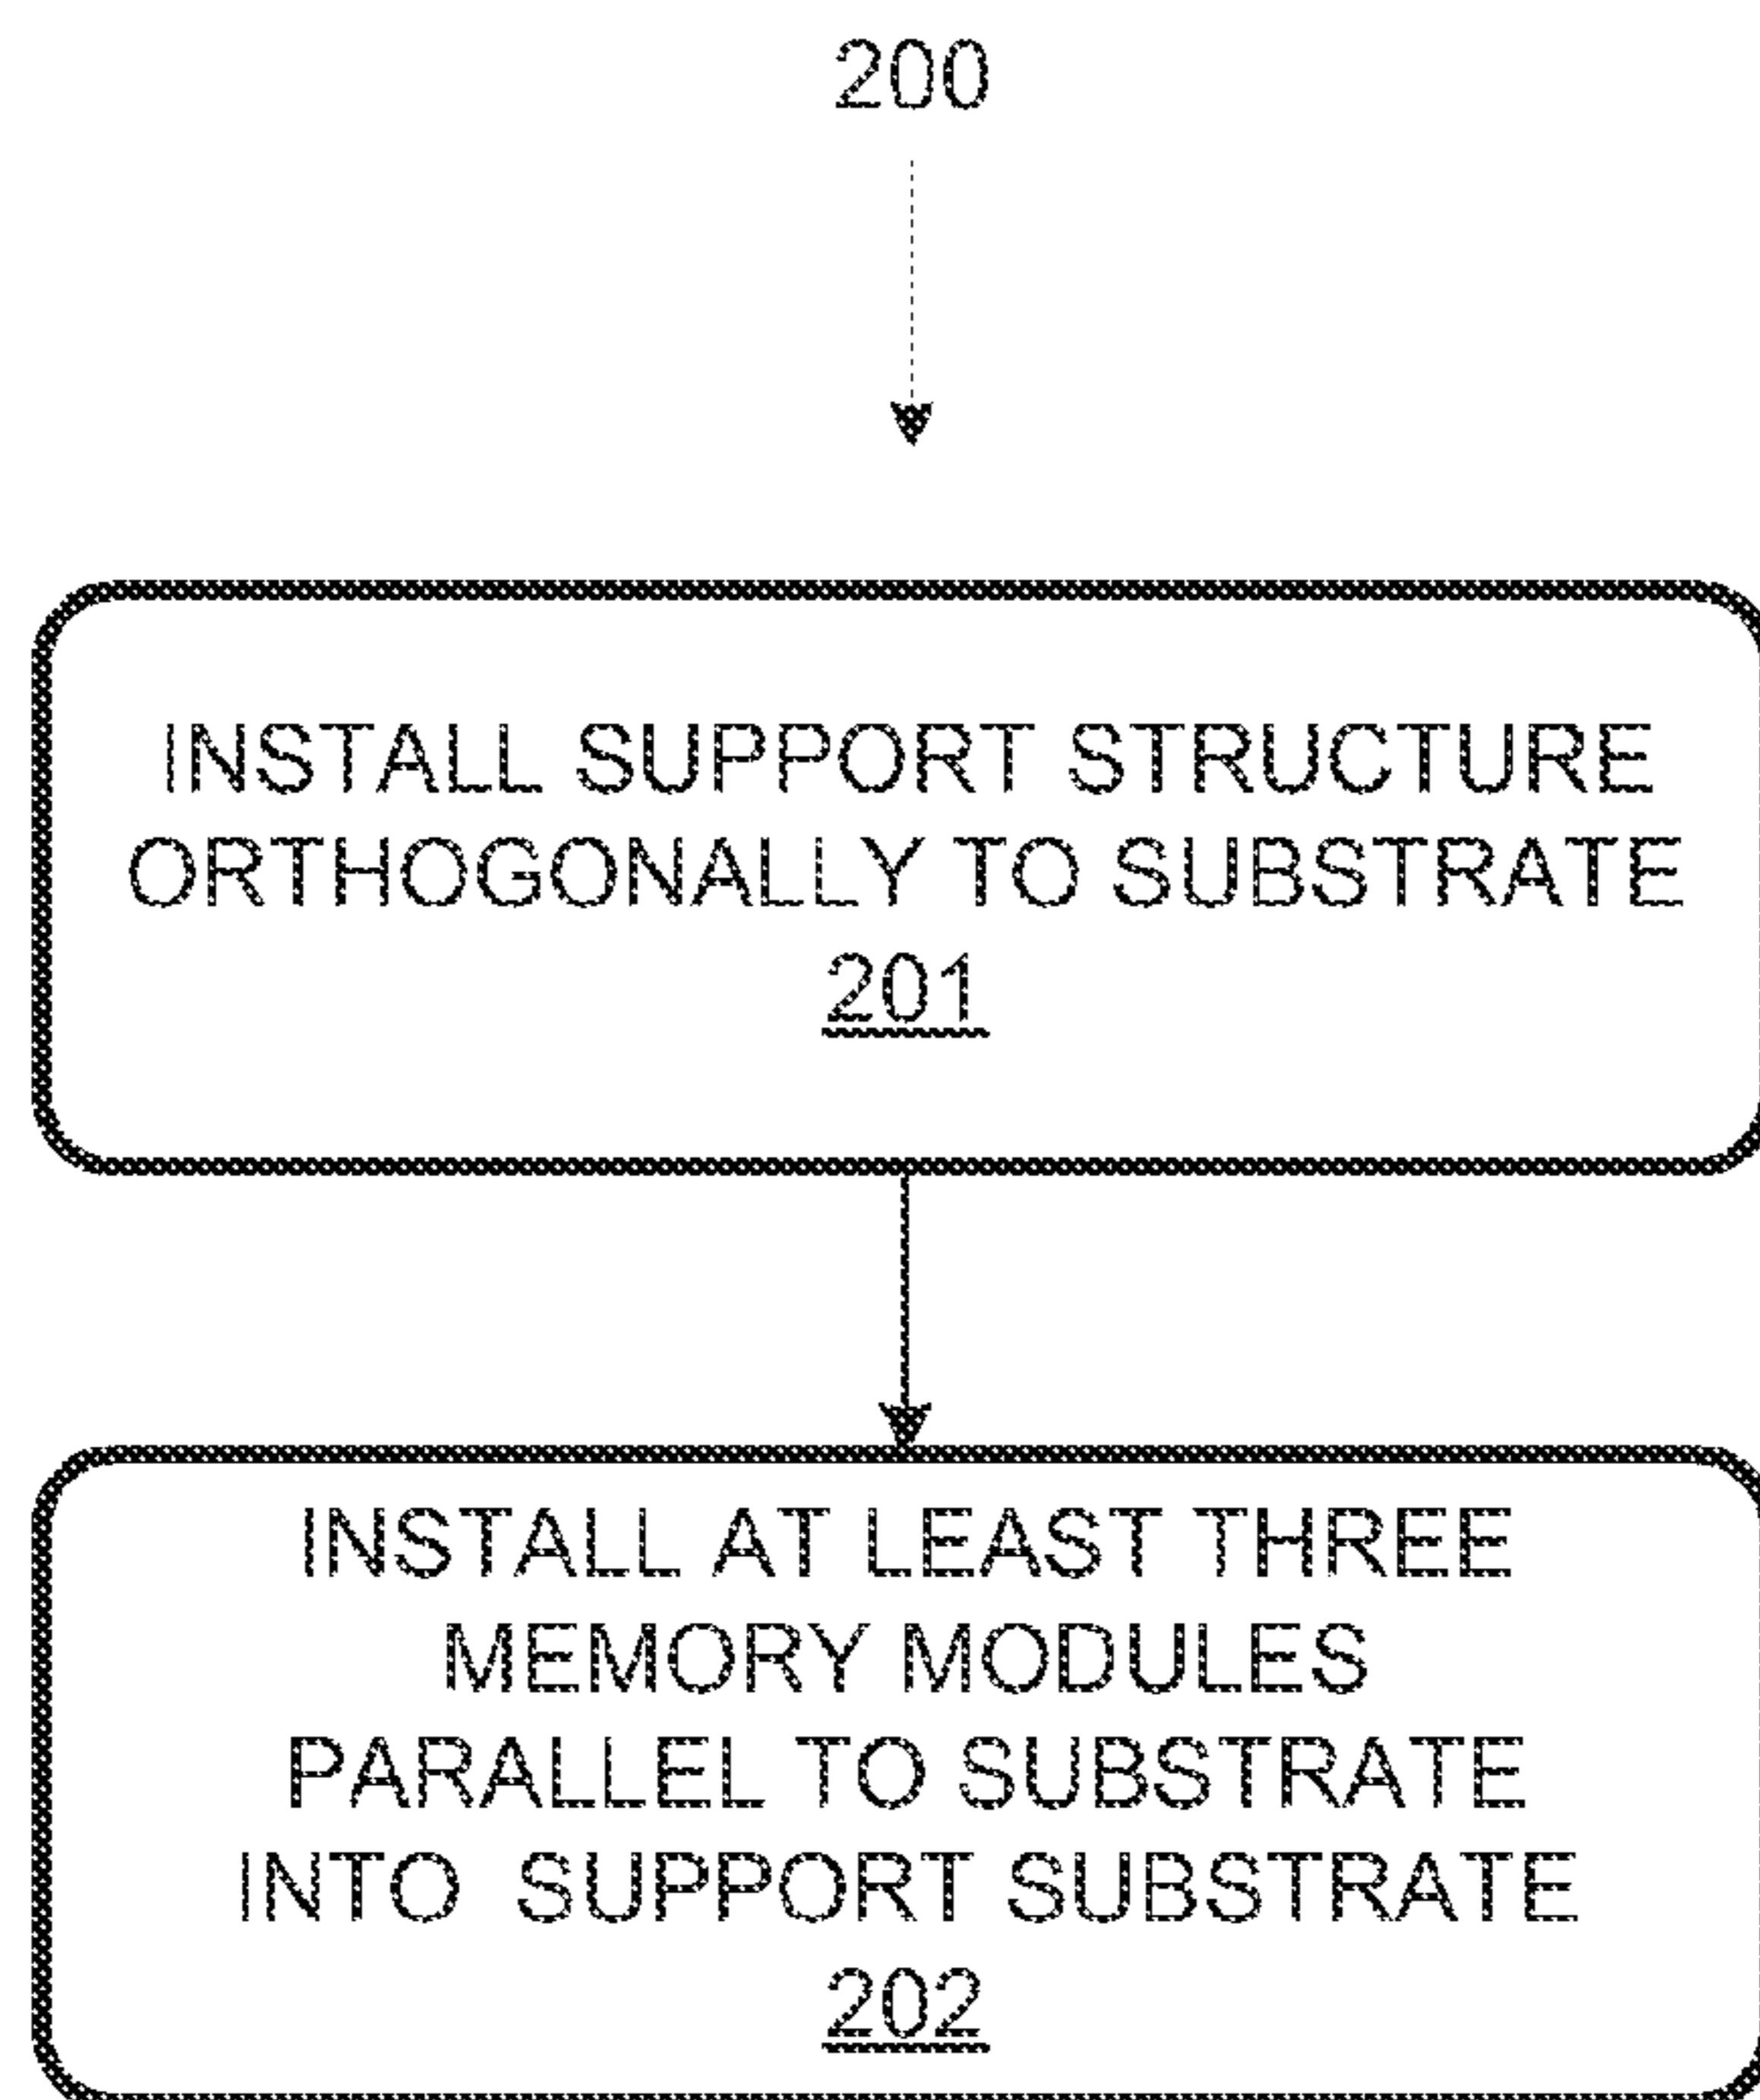 200
INSTALL SUPPORT STRUCTURE
ORTHOGONALLY TO SUBSTRATE
201
INSTALL AT LEAST THREE
MEMORY MODULES
PARALLEL TO SUBSTRATE
INTO SUPPORT SUBSTRATE
202